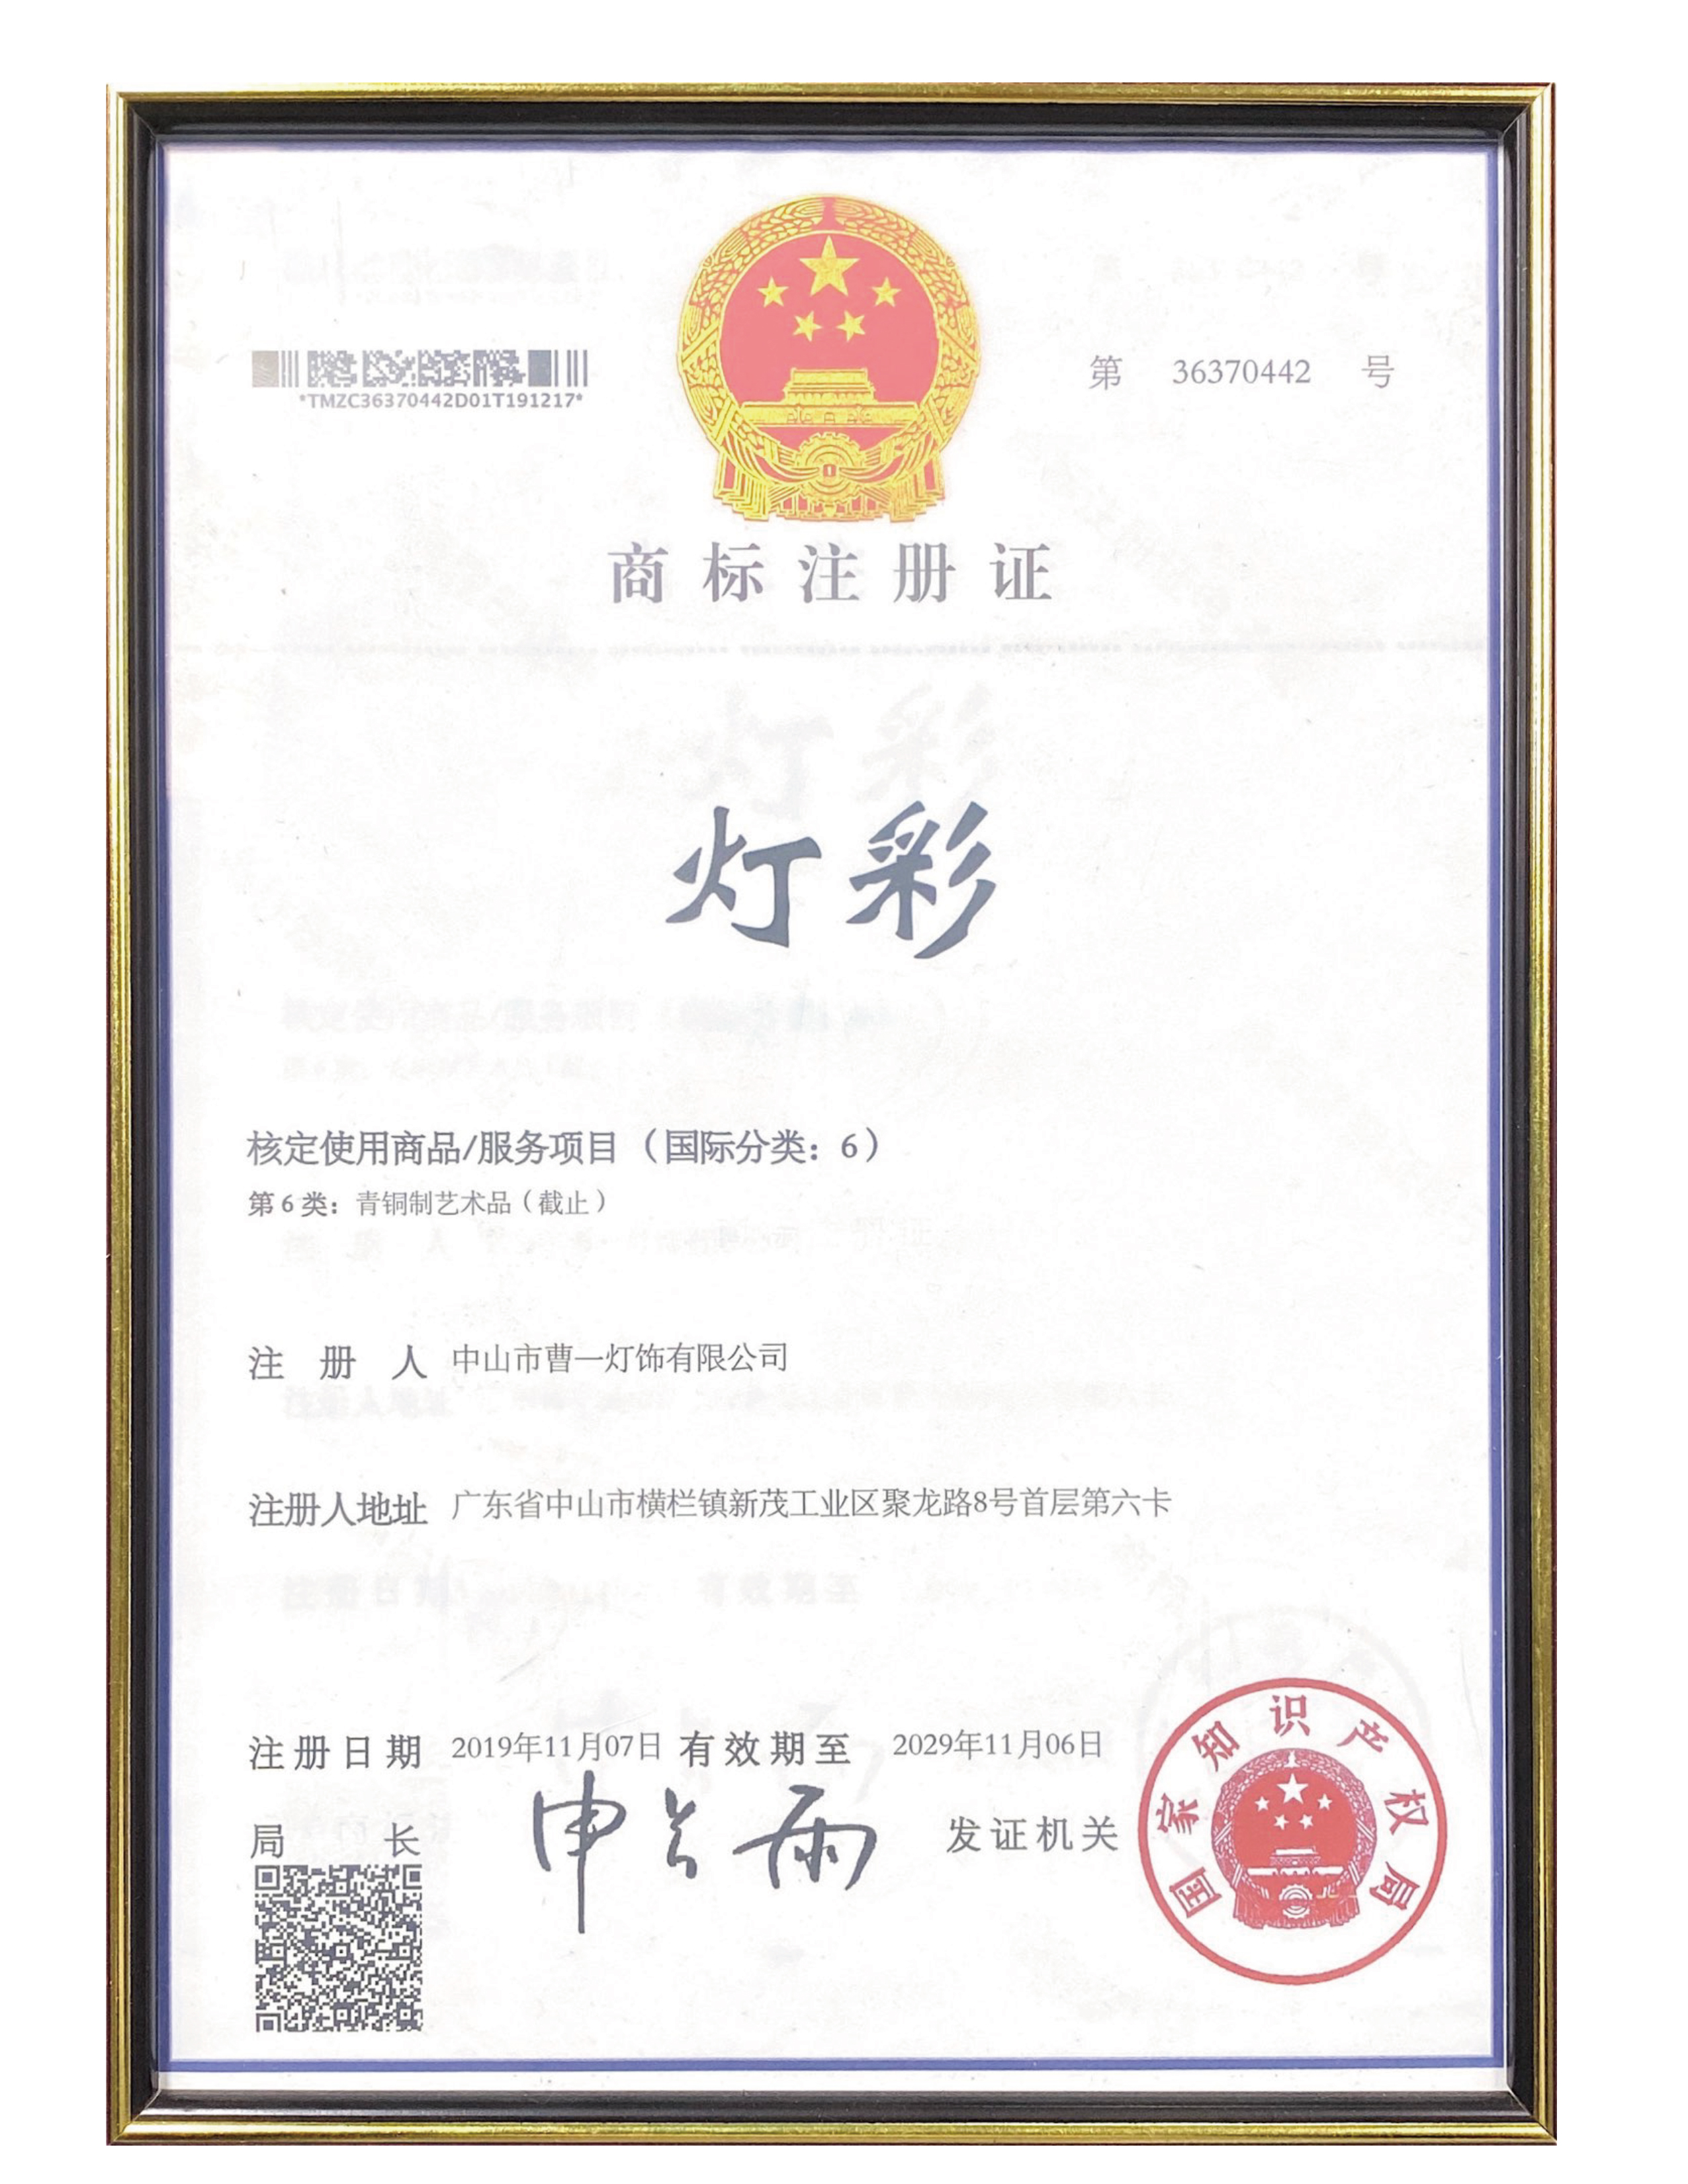 *TMZC36370442D01T191217*
第 36370442 号
商标注册证
灯彩
核定使用商品/服务项目（国际分类：6）
第6类：青铜制艺术品（截止）
注册人 中山市曹一灯饰有限公司
注册人地址 广东省中山市横栏镇新茂工业区聚龙路8号首层第六卡
注册日期 2019年11月07日 有效期至 2029年11月06日
局长 申长雨 发证机关
国家知识产权局